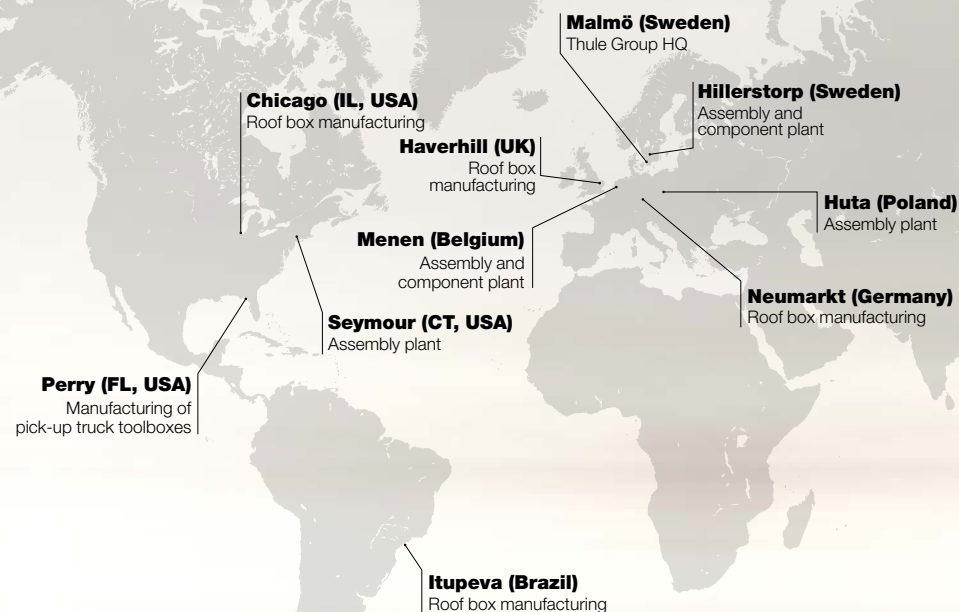 Malmö (Sweden)
Thule Group HQ
Chicago (IL, USA)
Roof box manufacturing
Hillerstorp (Sweden)
Assembly and
component plant
Haverhill (UK)
Roof box
manufacturing
Huta (Poland)
Assembly plant
Menen (Belgium)
Assembly and
component plant
Neumarkt (Germany)
Roof box manufacturing
Seymour (CT, USA)
Assembly plant
Perry (FL, USA)
Manufacturing of
pick-up truck toolboxes
Itupeva (Brazil)
Roof box manufacturing